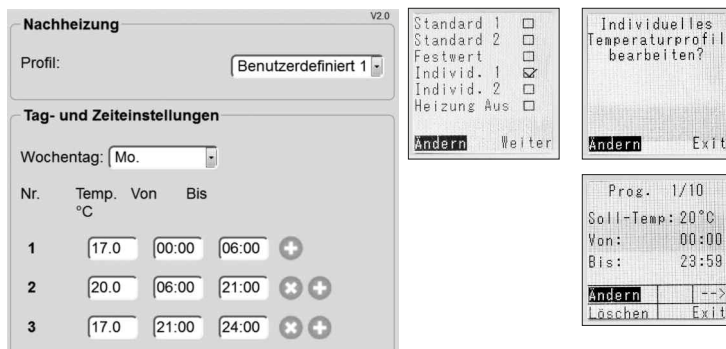 V2.0
Nachheizung
Profil: Benutzerdefiniert 1
Tag- und Zeiteinstellungen
Wochentag: Mo.
Nr. Temp. °C Von Bis
1 17.0 00:00 06:00
2 20.0 06:00 21:00
3 17.0 21:00 24:00
Standard 1
Standard 2
Festwert
Individ. 1
Individ. 2
Heizung Aus
Ändern Weiter
Individuelles
Temperaturprofil
bearbeiten?
Ändern Exit
Prog. 1/10
Soll-Temp: 20°C
Von: 00:00
Bis: 23:59
Ändern -->
Löschen Exit